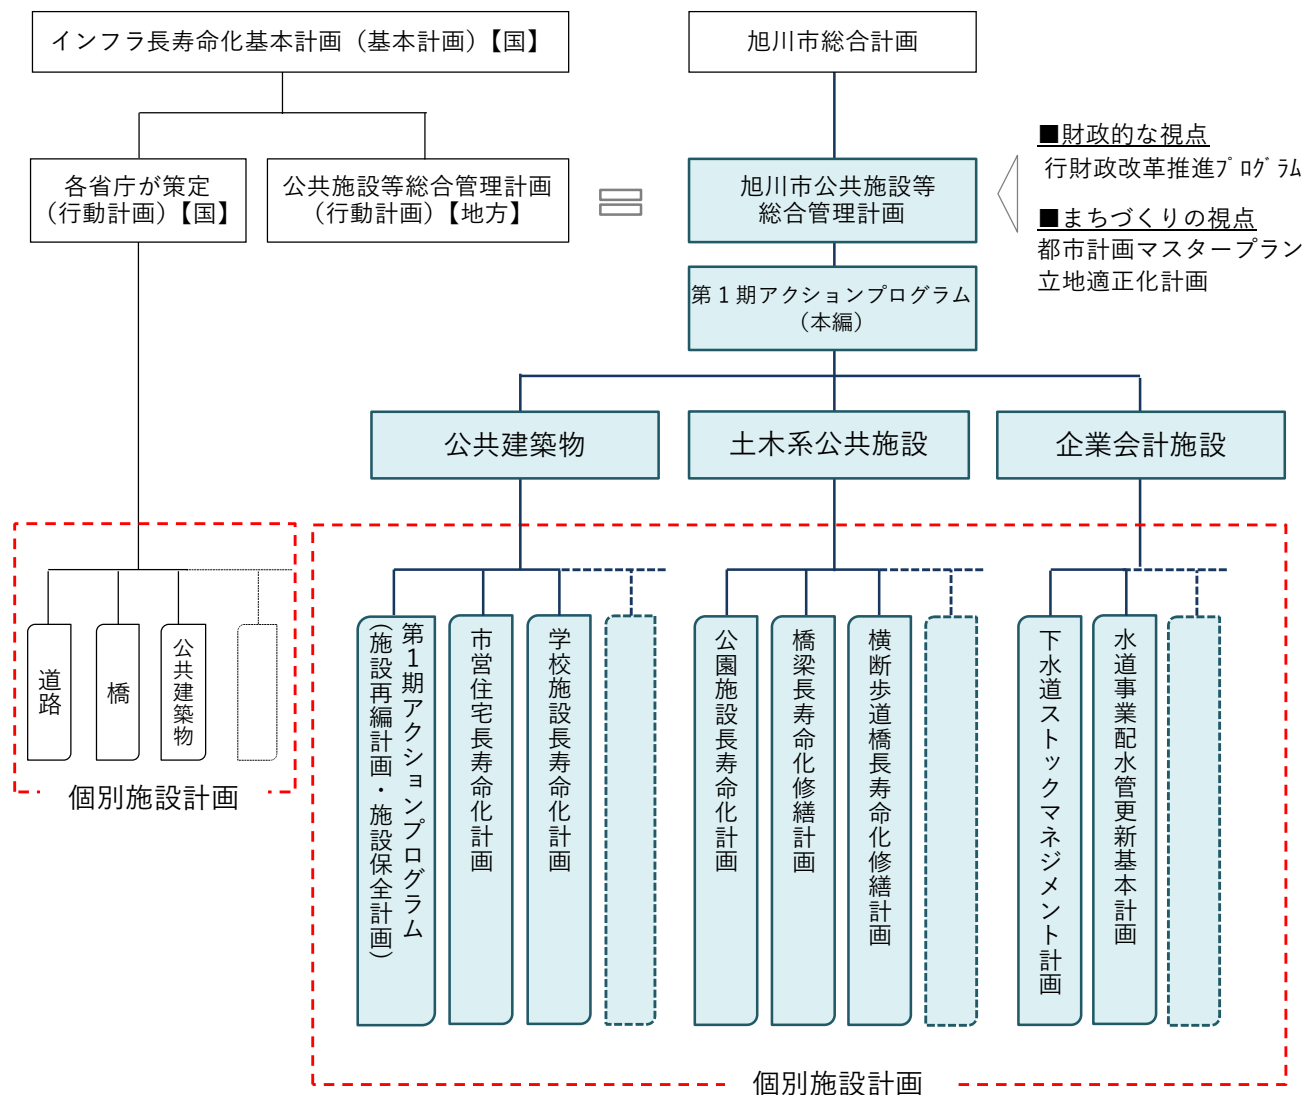 インフラ長寿命化基本計画（基本計画）【国】
旭川市総合計画
■財政的な視点
行財政改革推進ﾌﾟﾛｸﾞﾗﾑ
■まちづくりの視点
都市計画マスタープラン
立地適正化計画
各省庁が策定
（行動計画）【国】
公共施設等総合管理計画
（行動計画）【地方】
旭川市公共施設等
総合管理計画
第１期アクションプログラム
（本編）
公共建築物
土木系公共施設
企業会計施設
道路
橋
公共建築物
個別施設計画
第１期アクションプログラム
（施設再編計画・施設保全計画）
市営住宅長寿命化計画
学校施設長寿命化計画
公園施設長寿命化計画
橋梁長寿命化修繕計画
横断歩道橋長寿命化修繕計画
下水道ストックマネジメント計画
水道事業配水管更新基本計画
個別施設計画